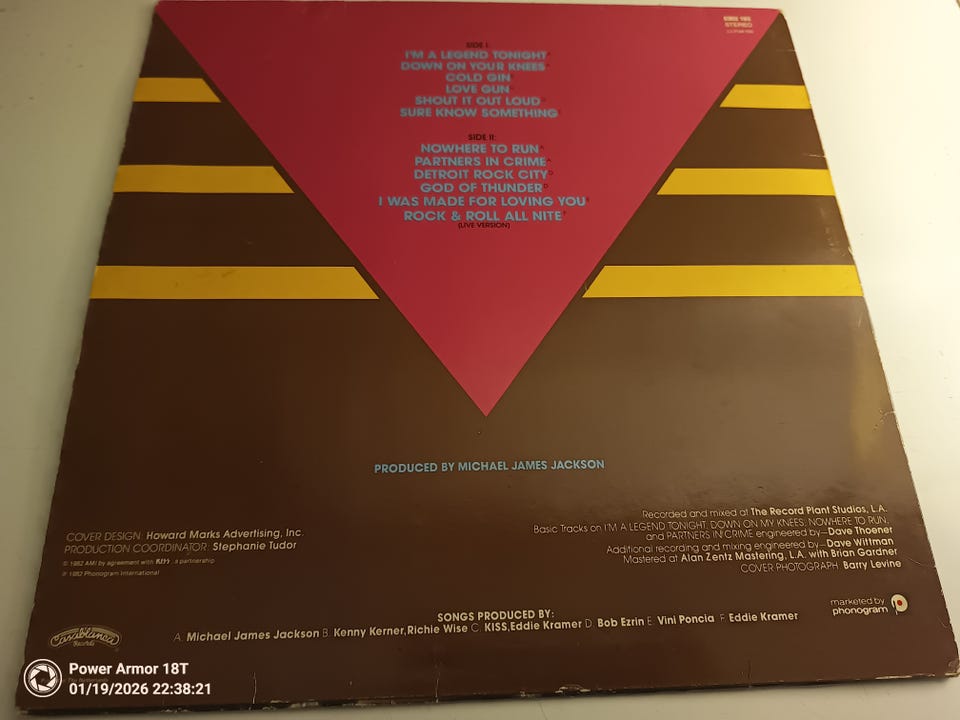 STEREO
SIDE I:
I'M A LEGEND TONIGHT A
DOWN ON YOUR KNEES A
COLD GIN B
LOVE GUN C
SHOUT IT OUT LOUD D
SURE KNOW SOMETHING E
SIDE II:
NOWHERE TO RUN A
PARTNERS IN CRIME A
DETROIT ROCK CITY D
GOD OF THUNDER D
I WAS MADE FOR LOVING YOU E
ROCK & ROLL ALL NITE F
(LIVE VERSION)
PRODUCED BY MICHAEL JAMES JACKSON
COVER DESIGN: Howard Marks Advertising, Inc.
PRODUCTION COORDINATOR: Stephanie Tudor
© 1982 AMI by agreement with KISS a partnership
℗ 1982 Phonogram International
Recorded and mixed at The Record Plant Studios, L.A.
Basic Tracks on I'M A LEGEND TONIGHT, DOWN ON MY KNEES, NOWHERE TO RUN,
and PARTNERS IN CRIME engineered by—Dave Thoener
Additional recording and mixing engineered by—Dave Wittman
Mastered at Alan Zentz Mastering, L.A. with Brian Gardner
COVER PHOTOGRAPH Barry Levine
SONGS PRODUCED BY:
A. Michael James Jackson B. Kenny Kerner, Richie Wise C. KISS, Eddie Kramer D. Bob Ezrin E. Vini Poncia F. Eddie Kramer
marketed by
phonogram
Casablanca
Records
Power Armor 18T
01/19/2026 22:38:21